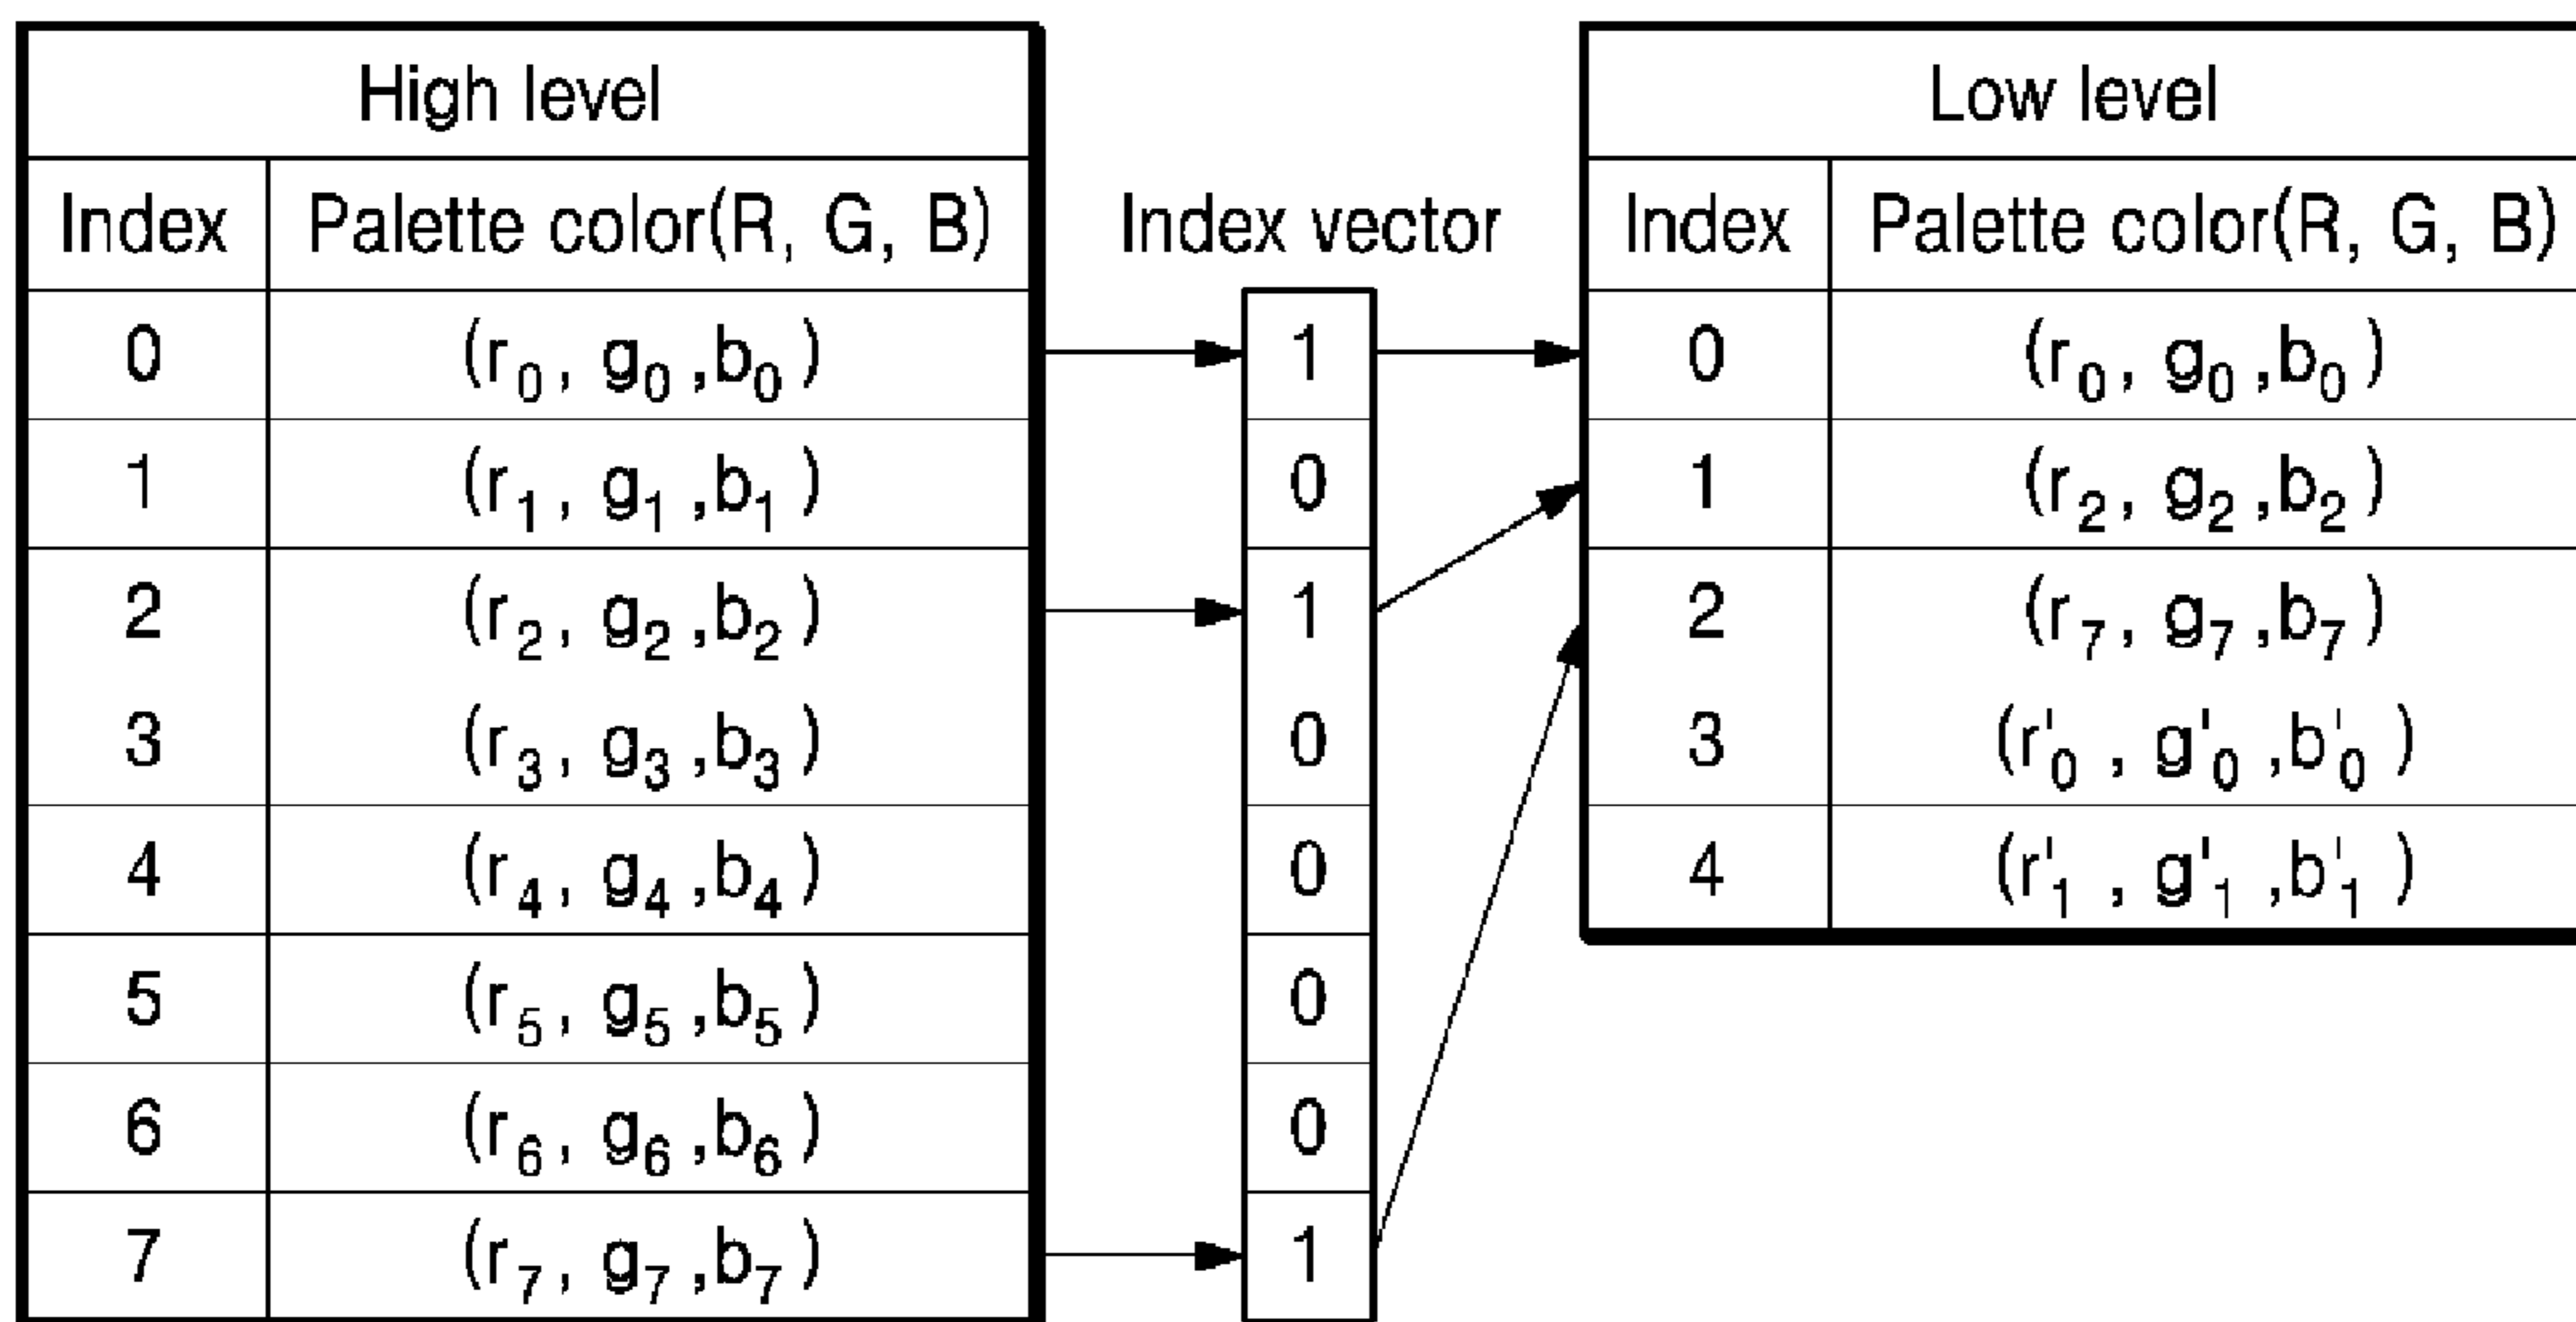 High level Low level
Index Palette color(R, G, B) Index vector Index Palette color(R, G, B)
0 (r0, g0 ,b0 ) 1 0 (r0, g0 ,b0 )
1 (r1, g1 ,b1 ) 0 1 (r2, g2 ,b2 )
2 (r2, g2 ,b2 ) 1 2 (r7, g7 ,b7 )
3 (r3, g3 ,b3 ) 0 3 (r'0 , g'0 ,b'0 )
4 (r4, g4 ,b4 ) 0 4 (r'1 , g'1 ,b'1 )
5 (r5, g5 ,b5 ) 0
6 (r6, g6 ,b6 ) 0
7 (r7, g7 ,b7 ) 1